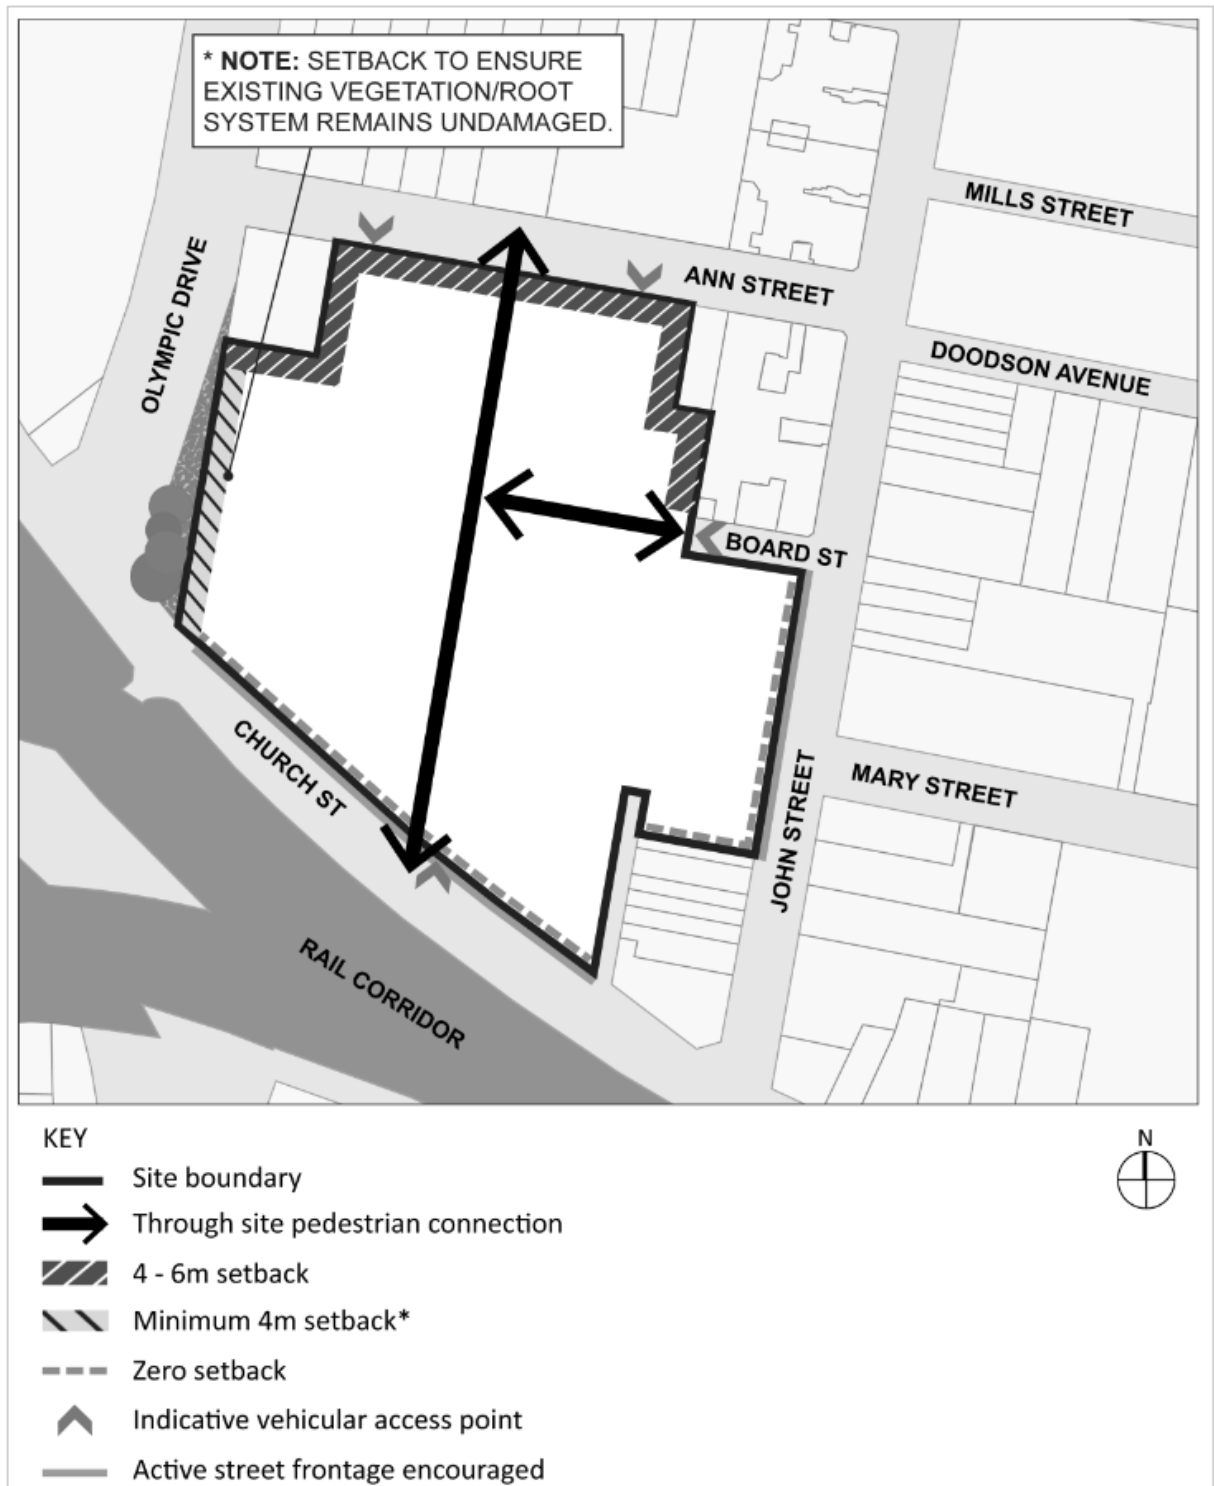 * NOTE: SETBACK TO ENSURE
EXISTING VEGETATION/ROOT
SYSTEM REMAINS UNDAMAGED.
MILLS STREET
OLYMPIC DRIVE
ANN STREET
DOODSON AVENUE
BOARD ST
CHURCH ST
JOHN STREET
MARY STREET
RAIL CORRIDOR
KEY
N
Site boundary
Through site pedestrian connection
4 - 6m setback
Minimum 4m setback*
Zero setback
Indicative vehicular access point
Active street frontage encouraged